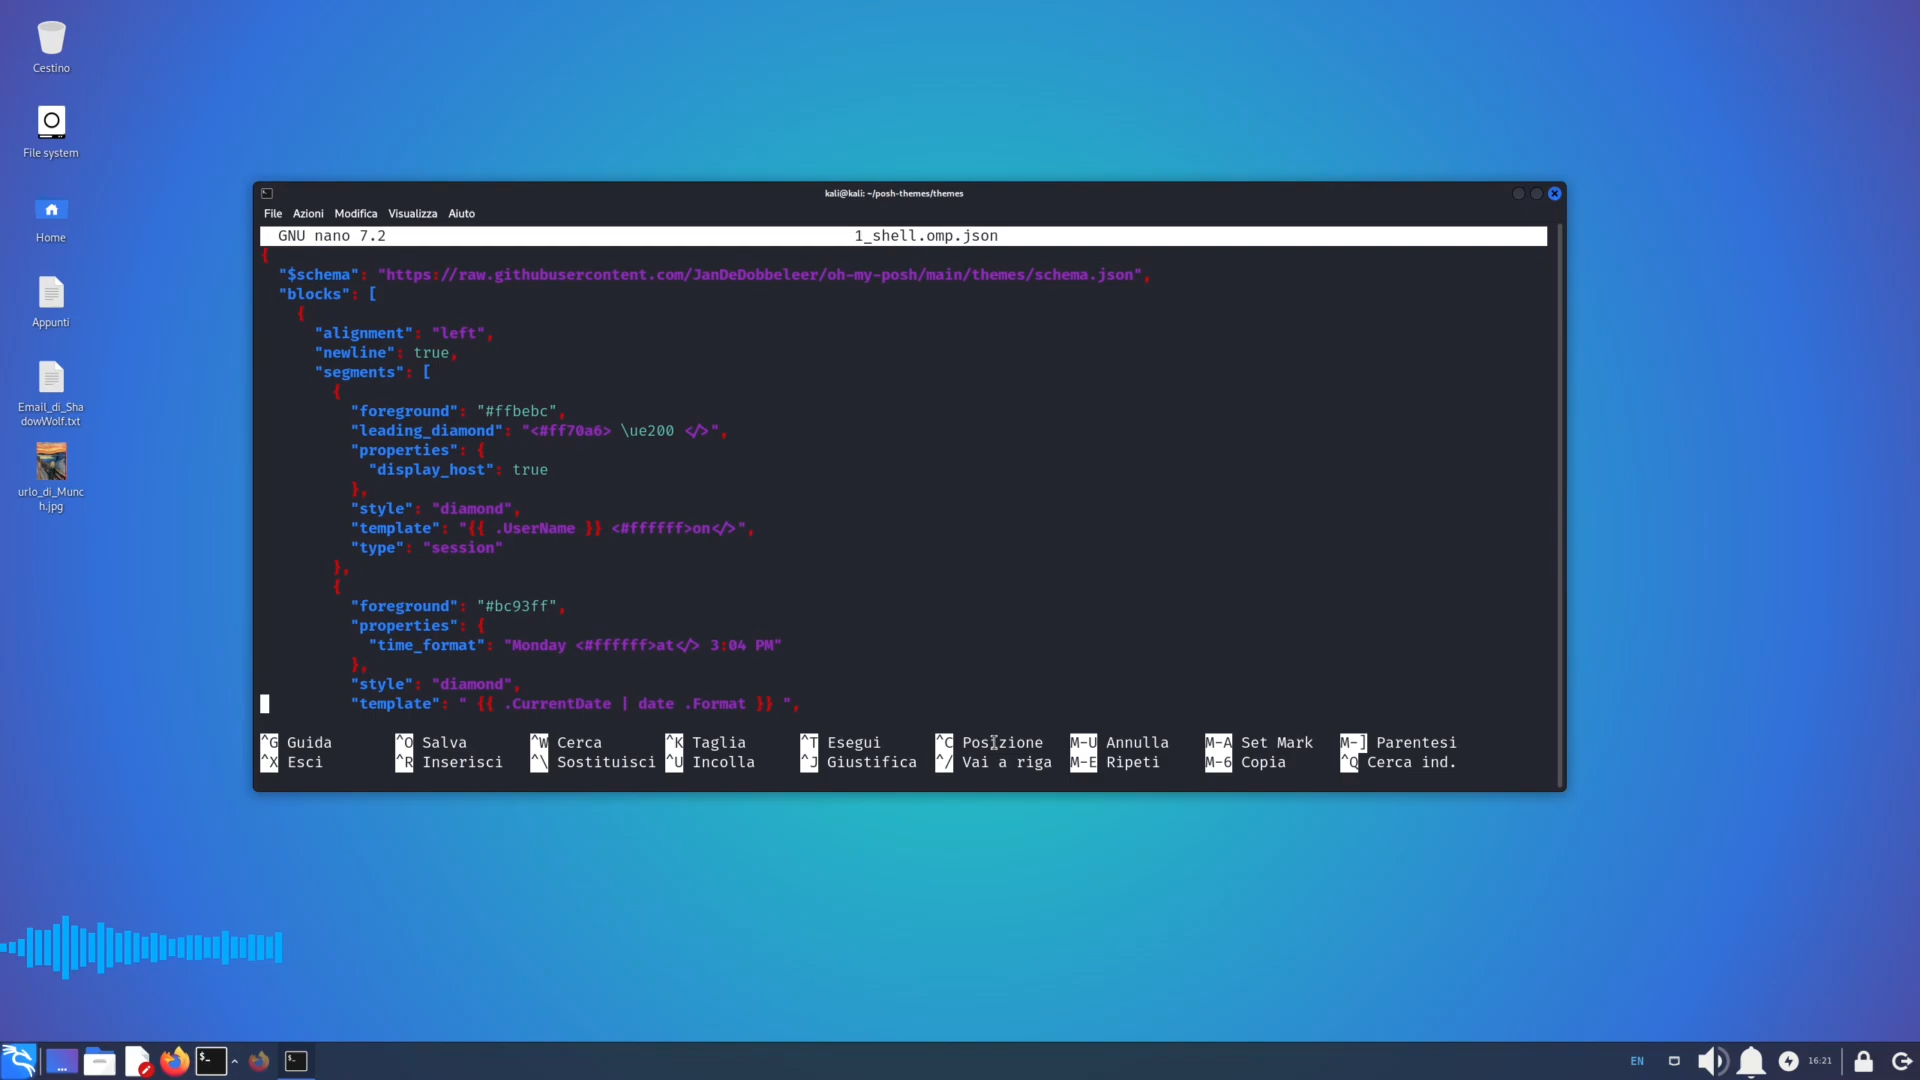 Cestino
File system
Home
Appunti
Email_di_Sha
dowWolf.txt
urlo_di_Munc
h.jpg
kali@kali: ~/posh-themes/themes
File Azioni Modifica Visualizza Aiuto
GNU nano 7.2 1_shell.omp.json
{
"$schema": "https://raw.githubusercontent.com/JanDeDobbeleer/oh-my-posh/main/themes/schema.json",
"blocks": [
{
"alignment": "left",
"newline": true,
"segments": [
{
"foreground": "#ffbebc",
"leading_diamond": "<#ff70a6> \ue200 </>",
"properties": {
"display_host": true
},
"style": "diamond",
"template": "{{ .UserName }} <#ffffff>on</>",
"type": "session"
},
{
"foreground": "#bc93ff",
"properties": {
"time_format": "Monday <#ffffff>at</> 3:04 PM"
},
"style": "diamond",
"template": " {{ .CurrentDate | date .Format }} ",
^G Guida ^O Salva ^W Cerca ^K Taglia ^T Esegui ^C Posizione M-U Annulla M-A Set Mark M-] Parentesi
^X Esci ^R Inserisci ^\ Sostituisci ^U Incolla ^J Giustifica ^/ Vai a riga M-E Ripeti M-6 Copia ^Q Cerca ind.
$_
$_
EN
16:21